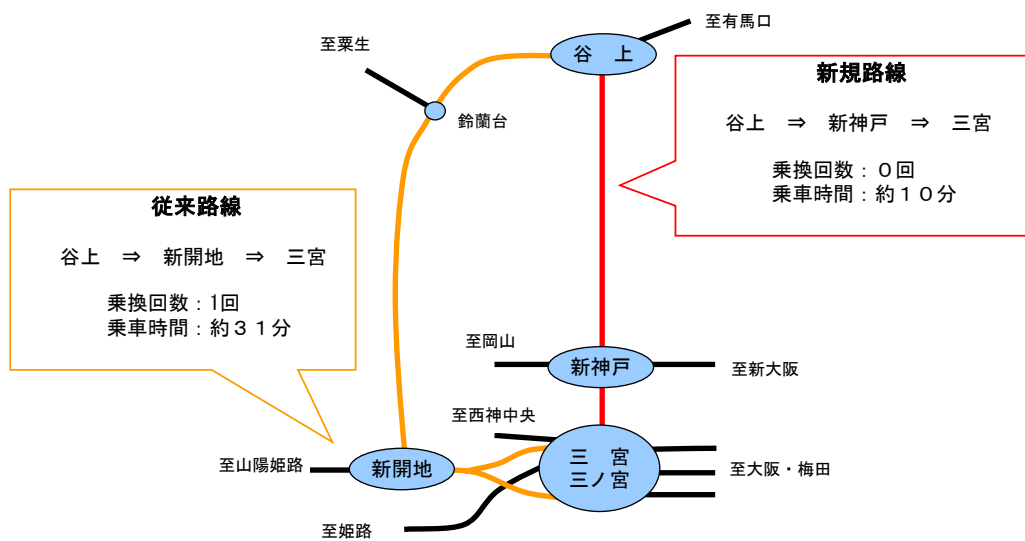 至有馬口
至粟生
谷　上
鈴蘭台
新規路線
谷上　⇒　新神戸　⇒　三宮
乗換回数：０回
乗車時間：約１０分
従来路線
谷上　⇒　新開地　⇒　三宮
乗換回数：1回
乗車時間：約３１分
至岡山
新神戸
至新大阪
至西神中央
至山陽姫路
新開地
三　宮
三ノ宮
至大阪・梅田
至姫路